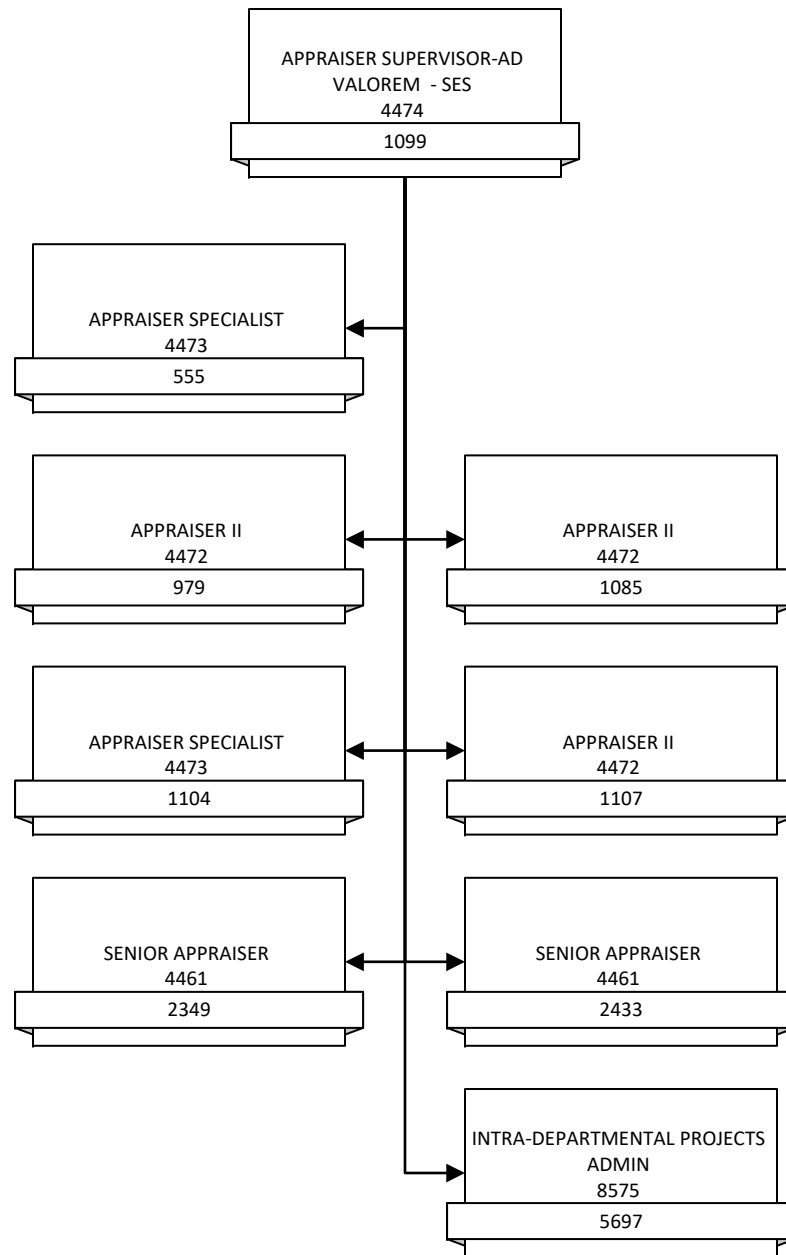 APPRAISER SUPERVISOR-AD
VALOREM - SES
4474
1099
APPRAISER SPECIALIST
4473
555
APPRAISER II
4472
979
APPRAISER II
4472
1085
APPRAISER SPECIALIST
4473
1104
APPRAISER II
4472
1107
SENIOR APPRAISER
4461
2349
SENIOR APPRAISER
4461
2433
INTRA-DEPARTMENTAL PROJECTS
ADMIN
8575
5697